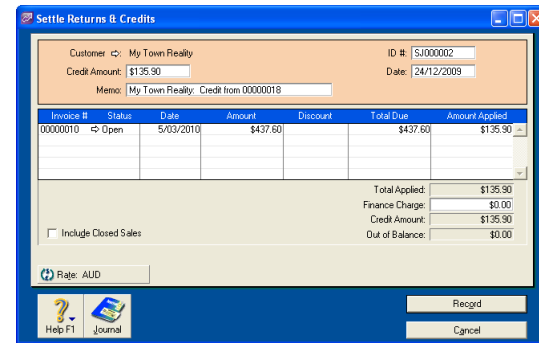 Settle Returns & Credits
Customer ⇨: My Town Reality ID #: SJ000002
Credit Amount: $135.90 Date: 24/12/2009
Memo: My Town Reality: Credit from 00000018
Invoice # Status Date Amount Discount Total Due Amount Applied
00000010 ⇨ Open 5/03/2010 $437.60 $437.60 $135.90
Total Applied: $135.90
Finance Charge: $0.00
Credit Amount: $135.90
Include Closed Sales Out of Balance: $0.00
Rate: AUD
Help F1 Journal Record
Cancel